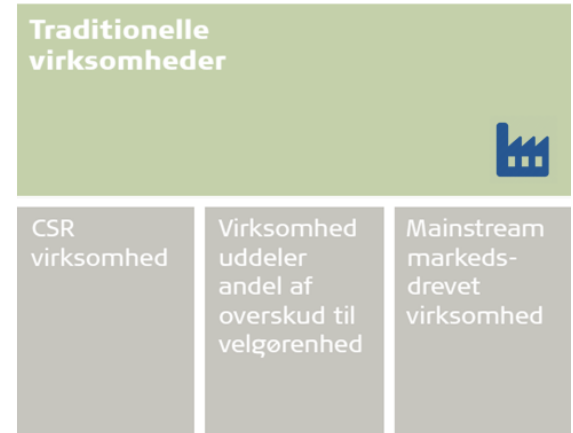 Traditionelle
virksomheder
CSR
virksomhed
Virksomhed
uddeler
andel af
overskud til
velgørenhed
Mainstream
markeds-
drevet
virksomhed